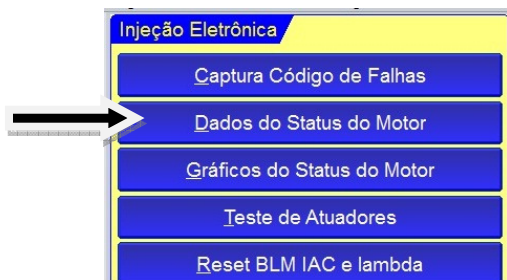 Injeção Eletrônica
Captura Código de Falhas
Dados do Status do Motor
Gráficos do Status do Motor
Teste de Atuadores
Reset BLM IAC e lambda